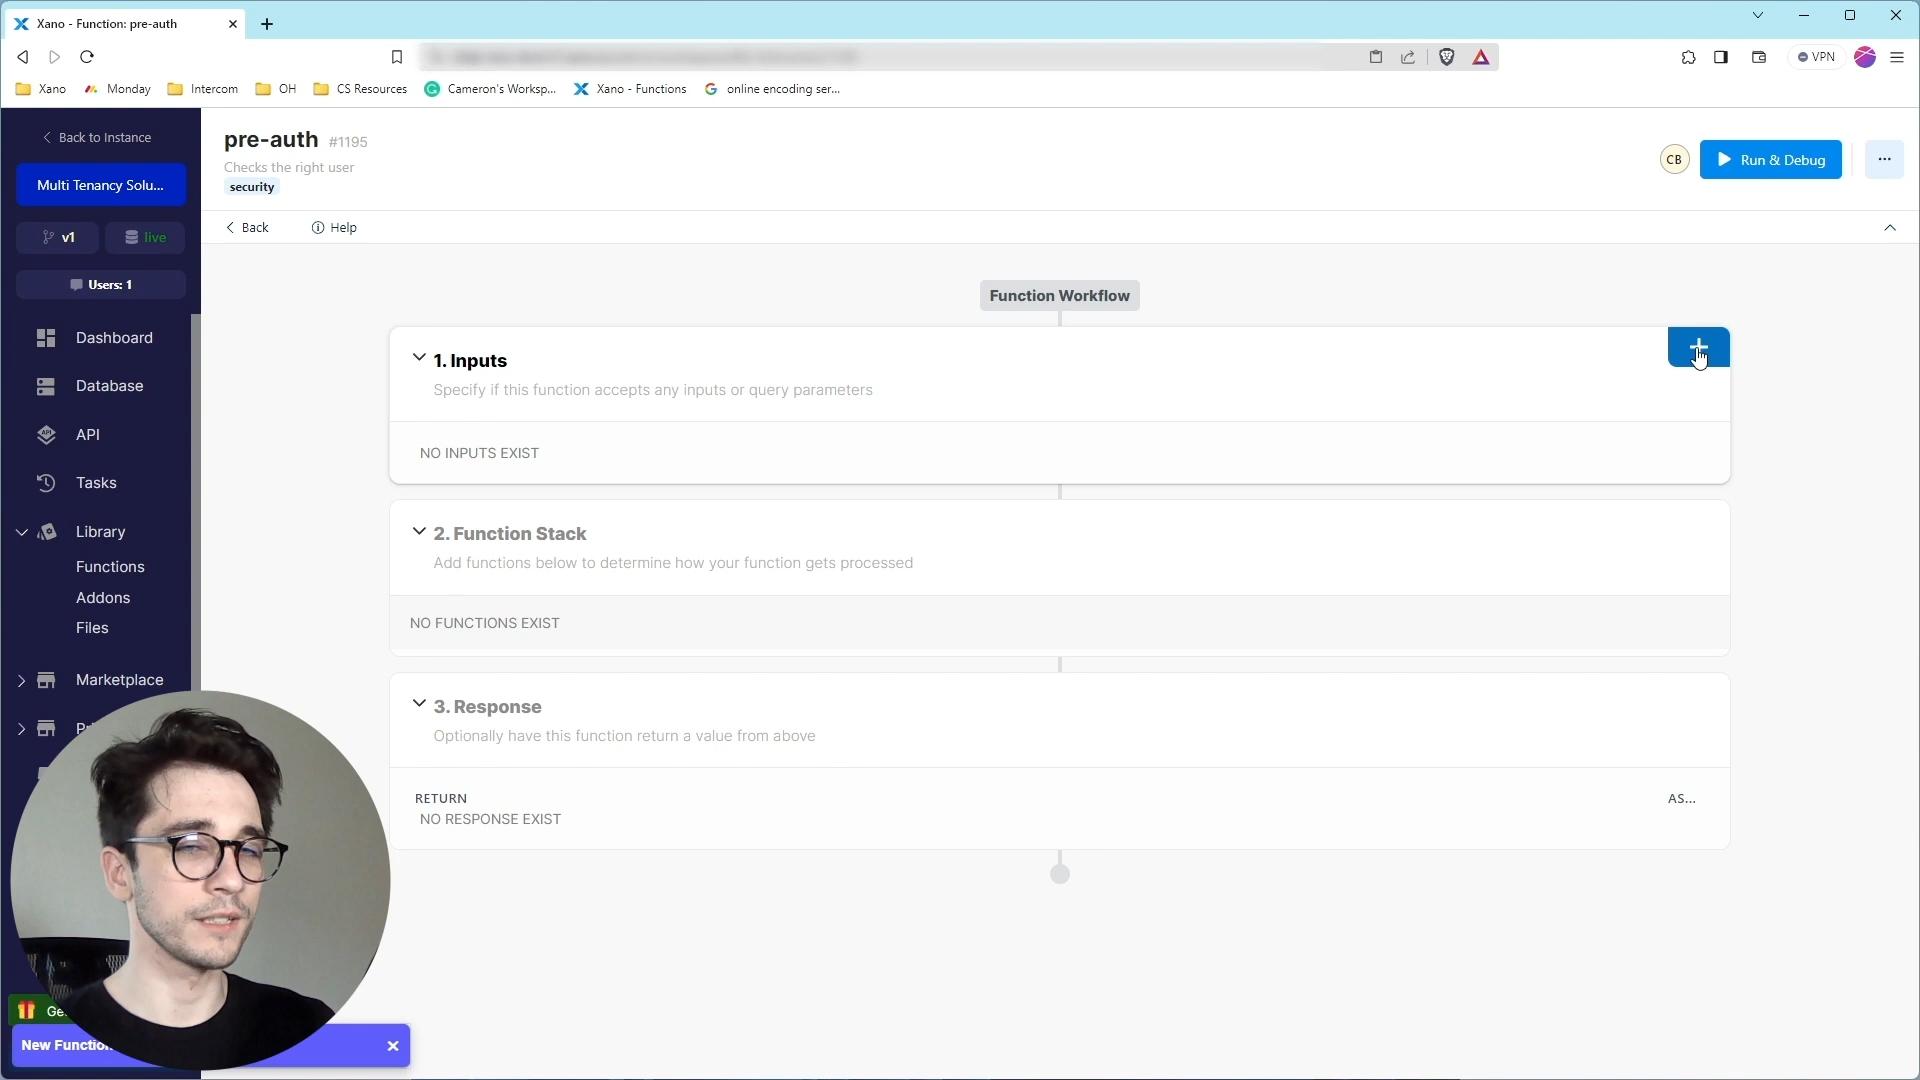 Xano - Function: pre-auth
VPN
Xano
Monday
Intercom
OH
CS Resources
Cameron's Worksp...
Xano - Functions
online encoding ser...
Back to Instance
Multi Tenancy Solu...
v1
live
Users: 1
Dashboard
Database
API
Tasks
Library
Functions
Addons
Files
Marketplace
pre-auth #1195
Checks the right user
security
CB
Run & Debug
Back
Help
Function Workflow
1. Inputs
Specify if this function accepts any inputs or query parameters
NO INPUTS EXIST
2. Function Stack
Add functions below to determine how your function gets processed
NO FUNCTIONS EXIST
3. Response
Optionally have this function return a value from above
RETURN
AS...
NO RESPONSE EXIST
New Function